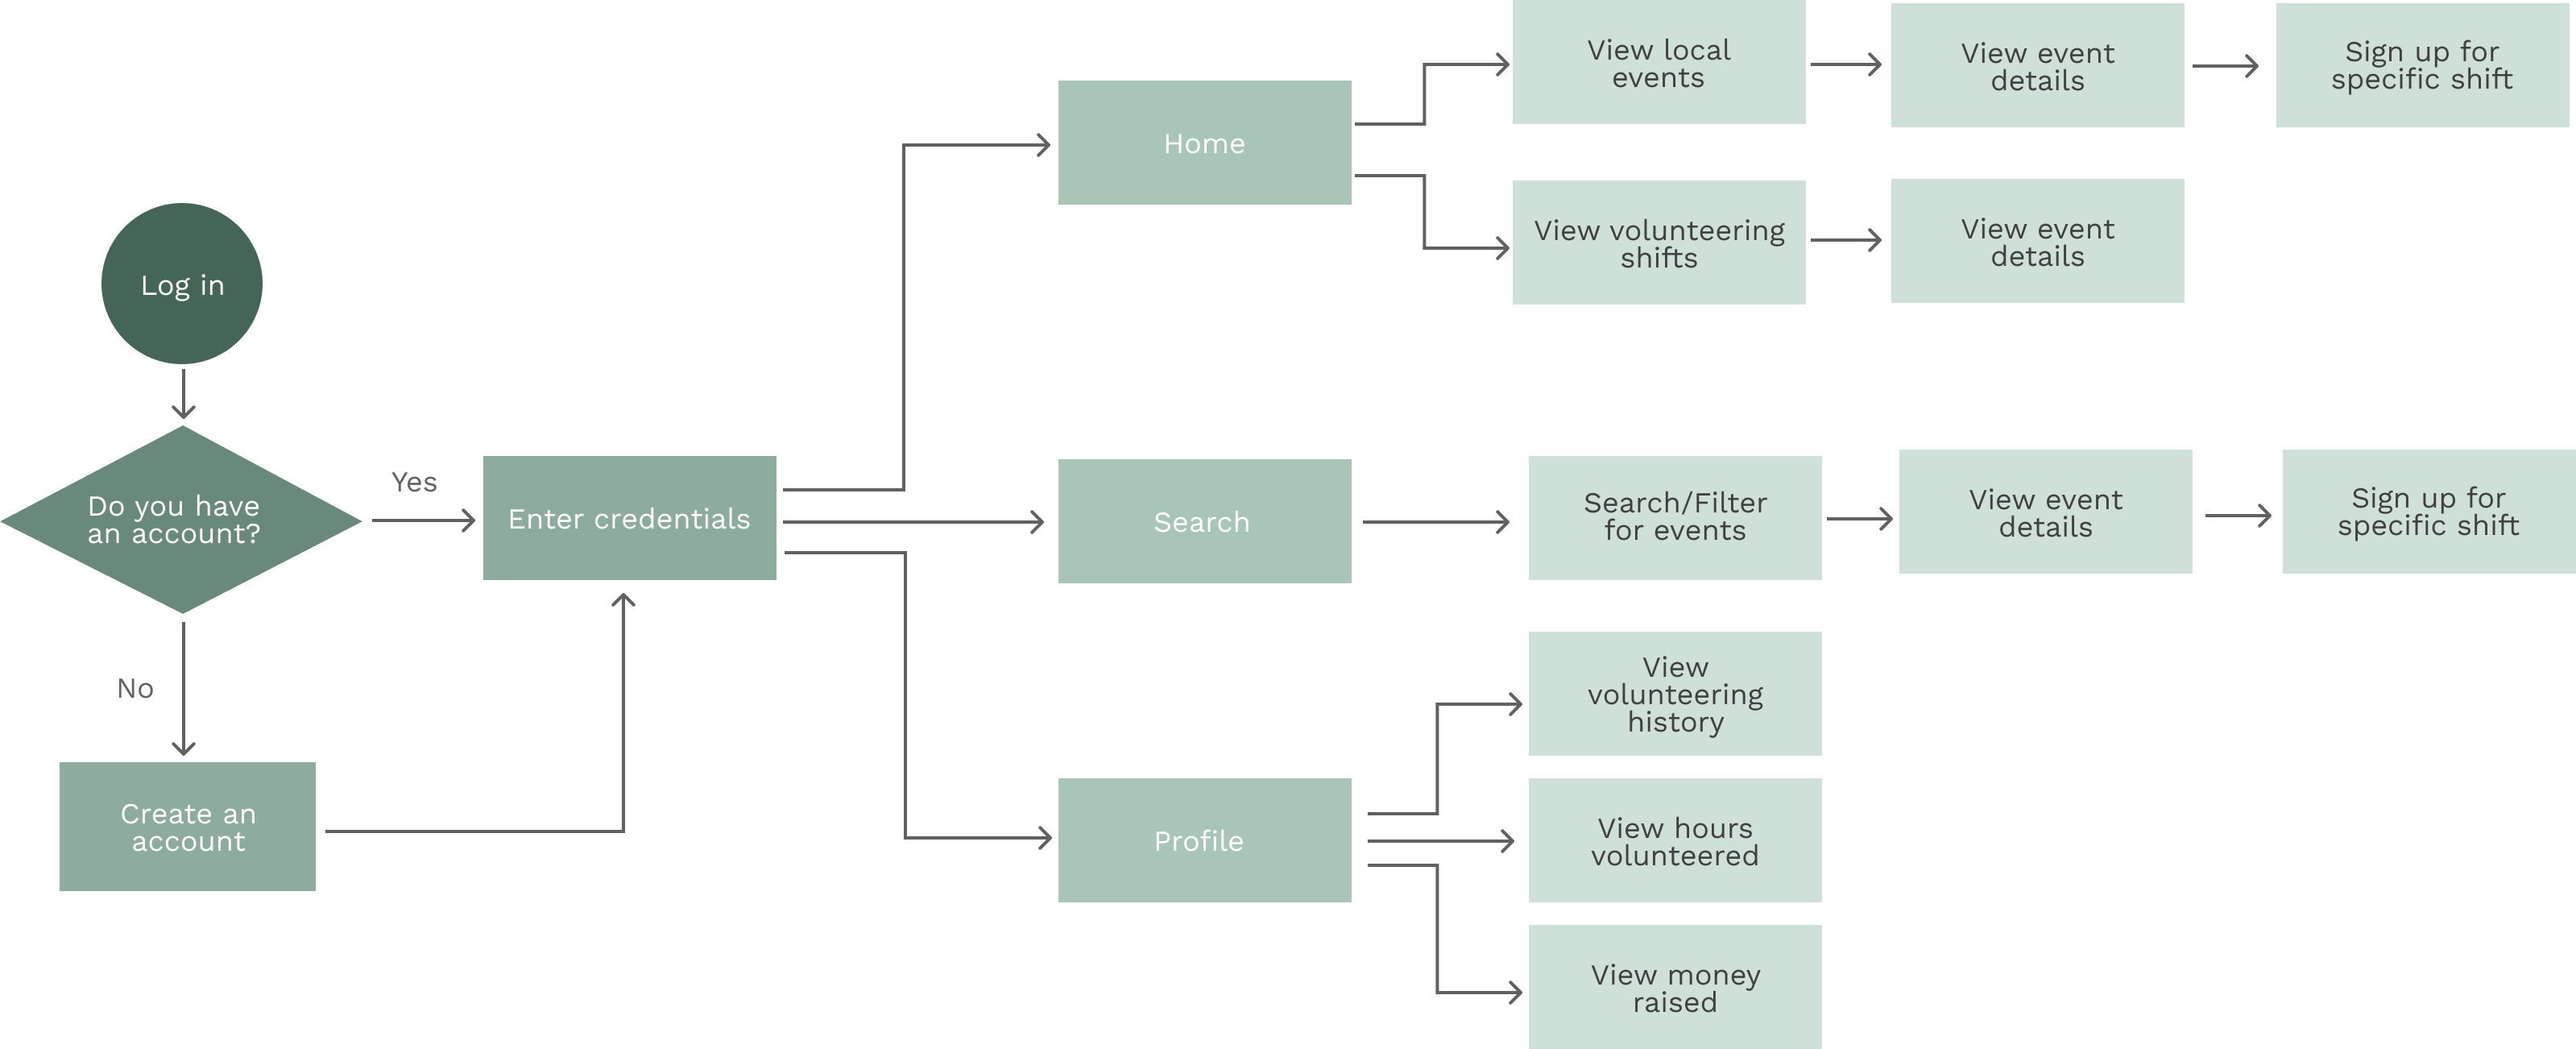 Log in
Do you have
an account?
Yes
No
Create an
account
Enter credentials
Home
View local
events
View event
details
Sign up for
specific shift
View volunteering
shifts
View event
details
Search
Search/Filter
for events
View event
details
Sign up for
specific shift
Profile
View
volunteering
history
View hours
volunteered
View money
raised